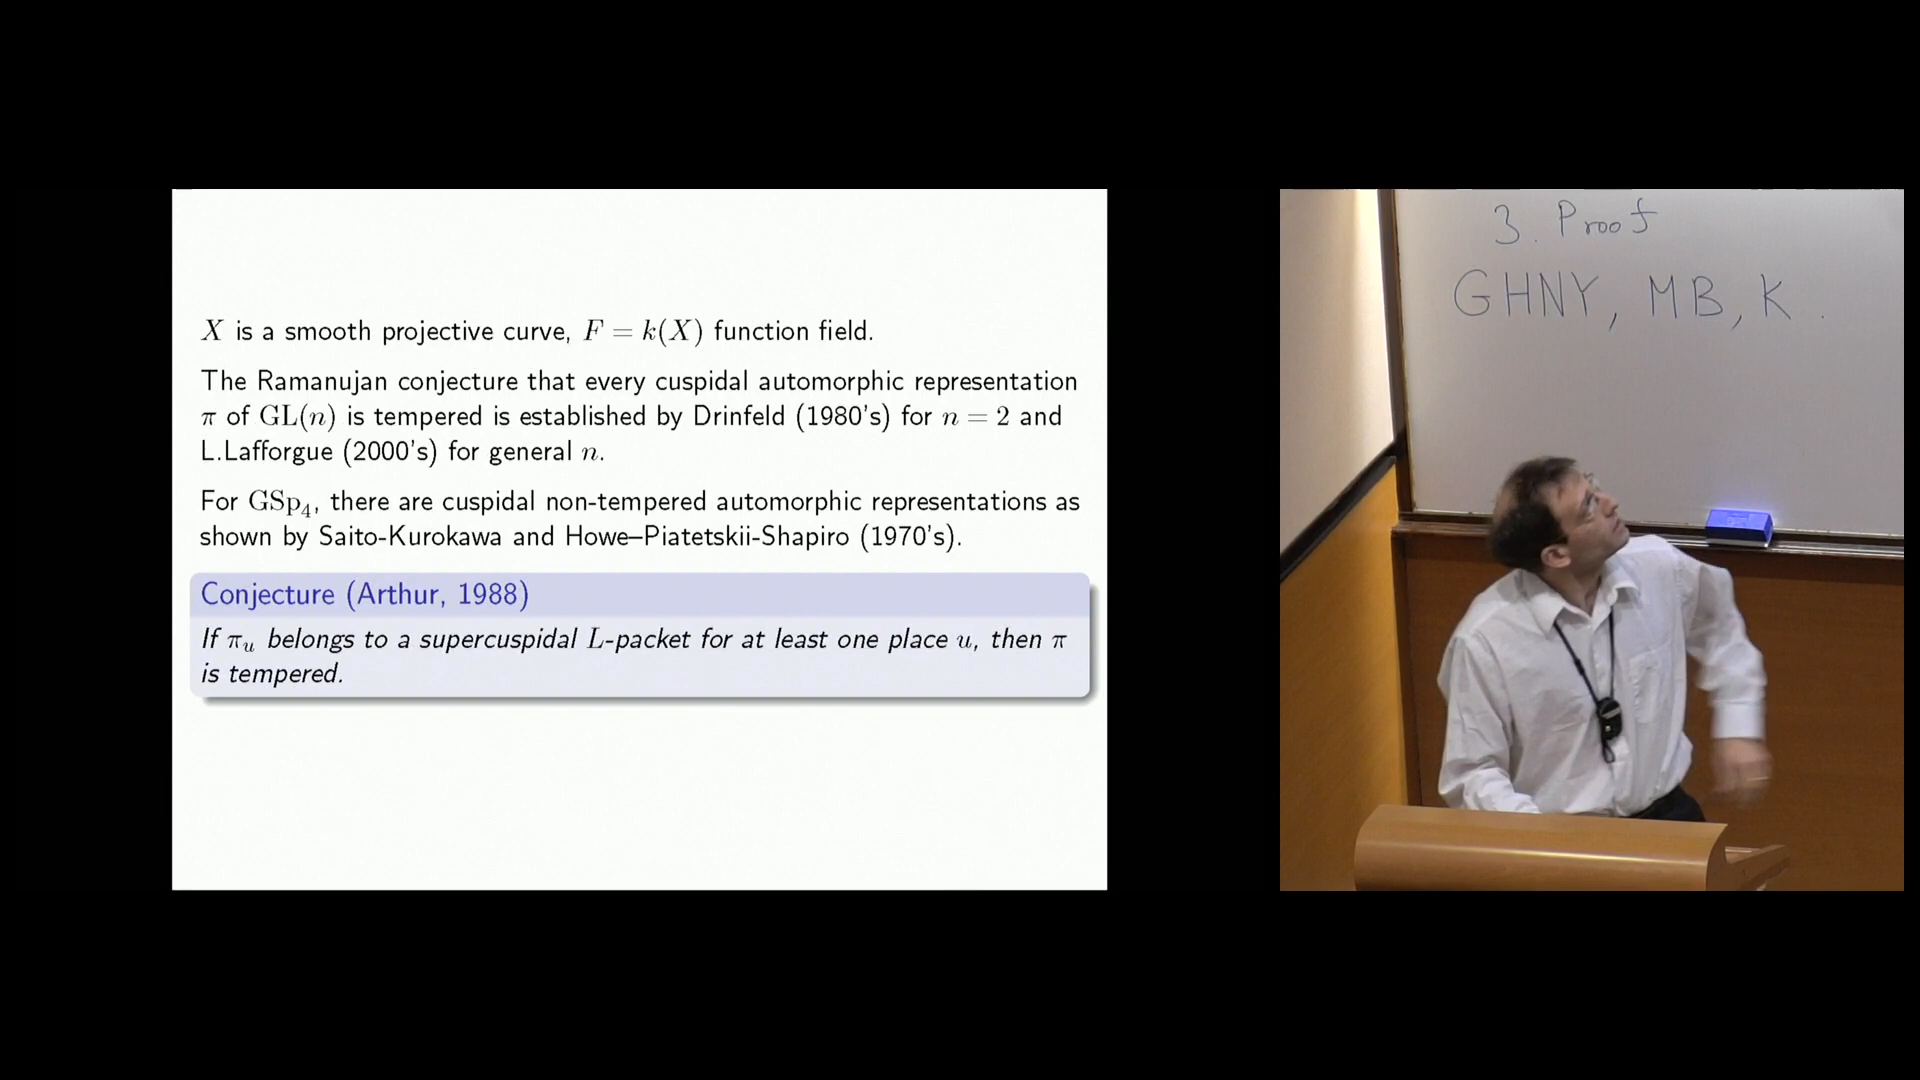 X is a smooth projective curve, F = k(X) function field.
The Ramanujan conjecture that every cuspidal automorphic representation
π of GL(n) is tempered is established by Drinfeld (1980's) for n = 2 and
L.Lafforgue (2000's) for general n.
For GSp₄, there are cuspidal non-tempered automorphic representations as
shown by Saito-Kurokawa and Howe–Piatetskii-Shapiro (1970's).
Conjecture (Arthur, 1988)
If πᵤ belongs to a supercuspidal L-packet for at least one place u, then π
is tempered.
3. Proof
GHNY, MB, K.